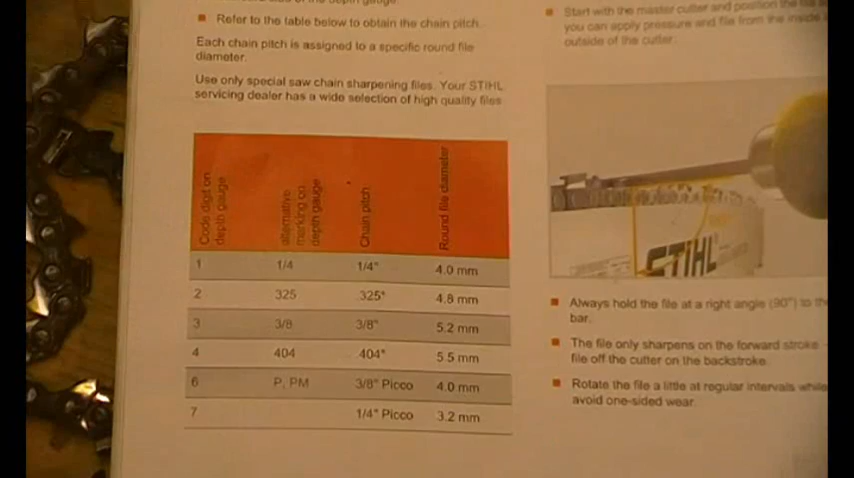 Refer to the table below to obtain the chain pitch.
Each chain pitch is assigned to a specific round file
diameter.
Use only special saw chain sharpening files. Your STIHL
servicing dealer has a wide selection of high quality files
Code digit on
depth gauge
alternative
marking on
depth gauge
Chain pitch
Round file diameter
1 1/4 1/4" 4.0 mm
2 325 .325" 4.8 mm
3 3/8 3/8" 5.2 mm
4 404 .404" 5.5 mm
6 P, PM 3/8" Picco 4.0 mm
7 1/4" Picco 3.2 mm
Start with the master cutter and position the file
you can apply pressure and file from the inside
outside of the cutter.
STIHL
Always hold the file at a right angle (90°) to the
bar.
The file only sharpens on the forward stroke -
file off the cutter on the backstroke.
Rotate the file a little at regular intervals while
avoid one-sided wear.